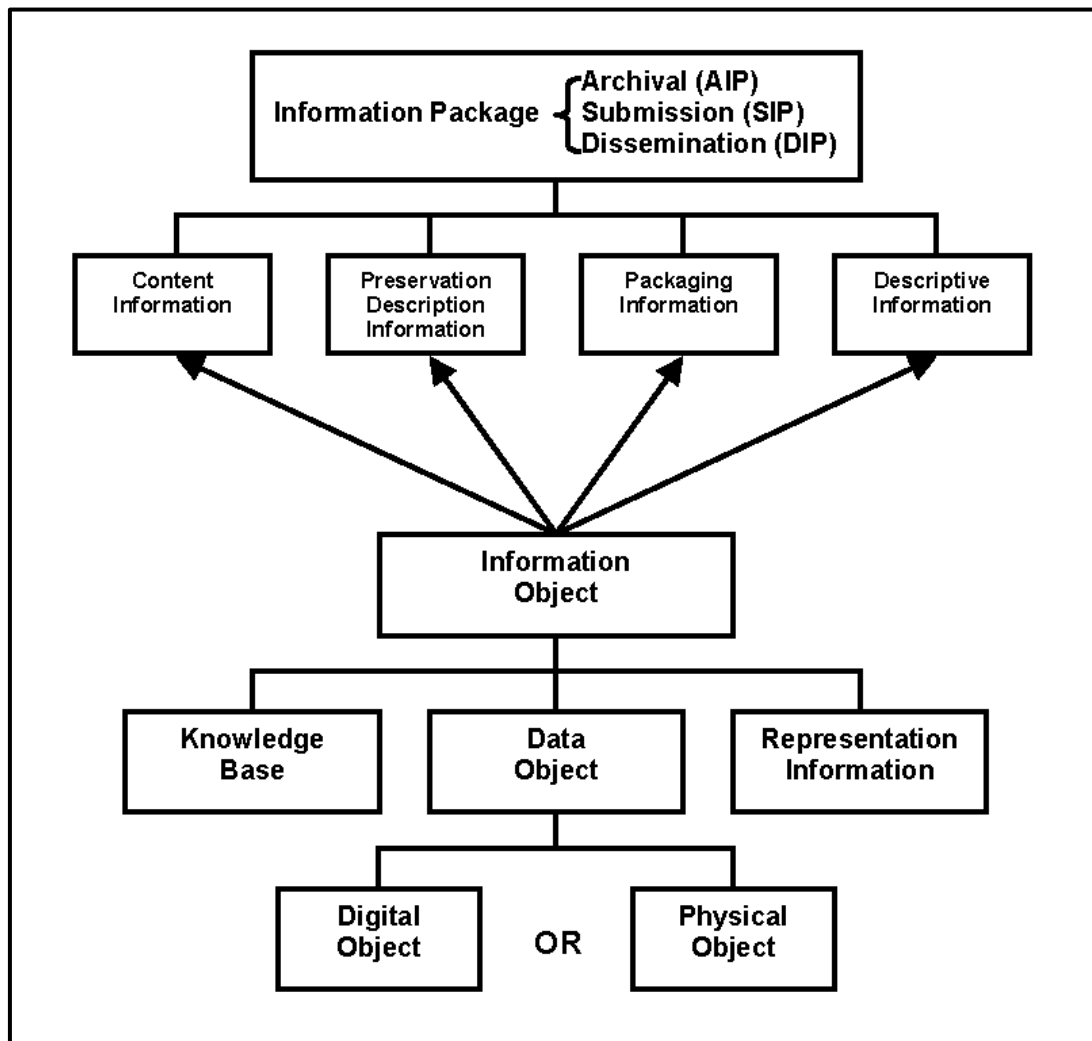 Information Package
Archival (AIP)
Submission (SIP)
Dissemination (DIP)
Content
Information
Preservation
Description
Information
Packaging
Information
Descriptive
Information
Information
Object
Knowledge
Base
Data
Object
Representation
Information
Digital
Object
OR
Physical
Object